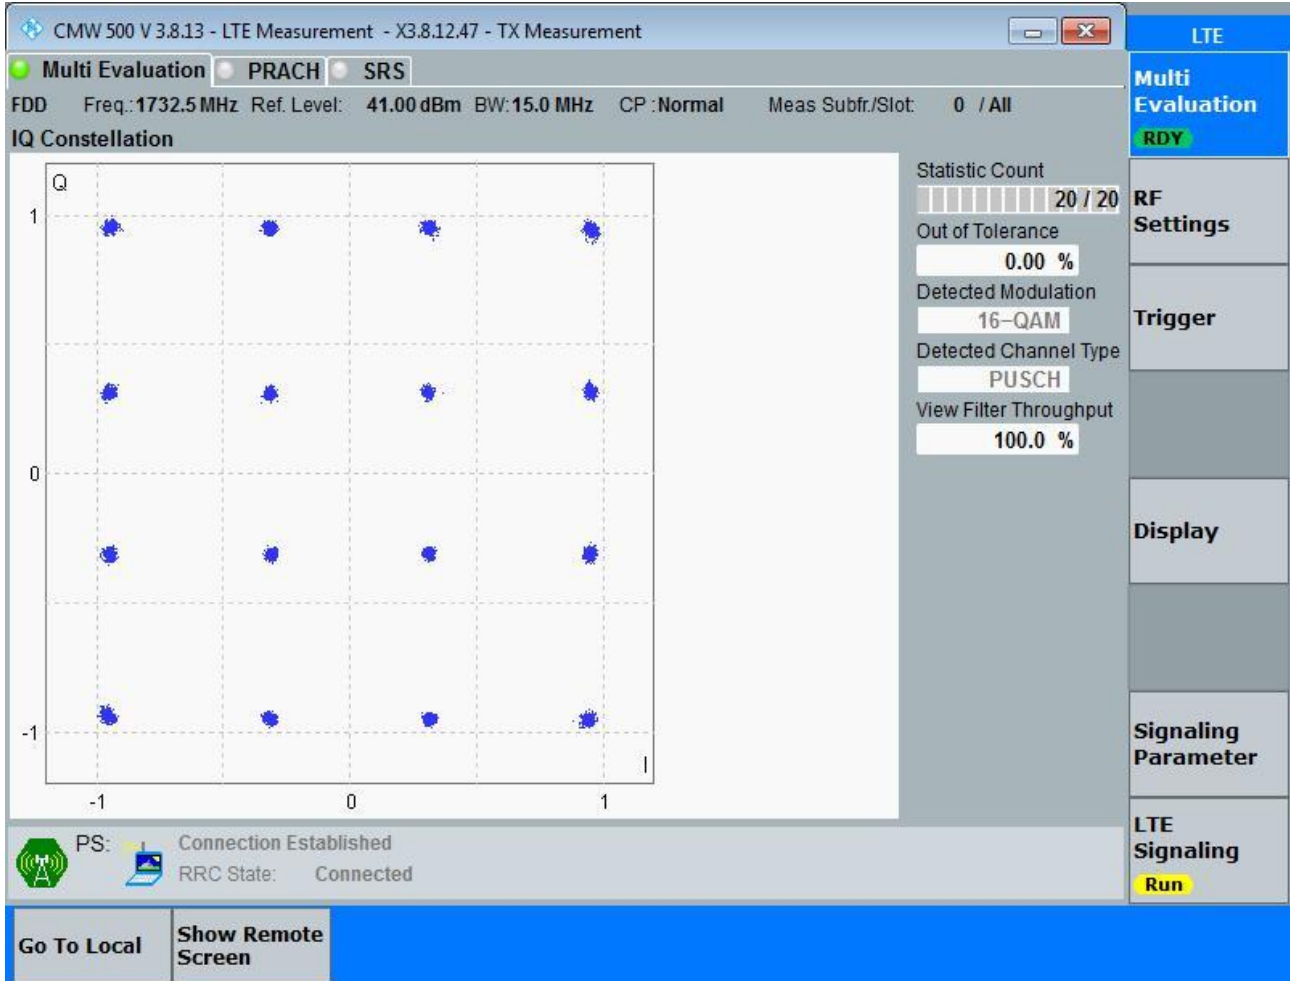 CMW 500 V 3.8.13 - LTE Measurement - X3.8.12.47 - TX Measurement
LTE
Multi Evaluation PRACH SRS
FDD Freq.:1732.5 MHz Ref. Level: 41.00 dBm BW:15.0 MHz CP :Normal Meas Subfr./Slot: 0 / All
IQ Constellation
Q
1
0
-1
I
-1 0 1
Statistic Count
20 / 20
Out of Tolerance
0.00 %
Detected Modulation
16-QAM
Detected Channel Type
PUSCH
View Filter Throughput
100.0 %
Multi
Evaluation
RDY
RF
Settings
Trigger
Display
Signaling
Parameter
LTE
Signaling
Run
PS: Connection Established
RRC State: Connected
Go To Local
Show Remote
Screen